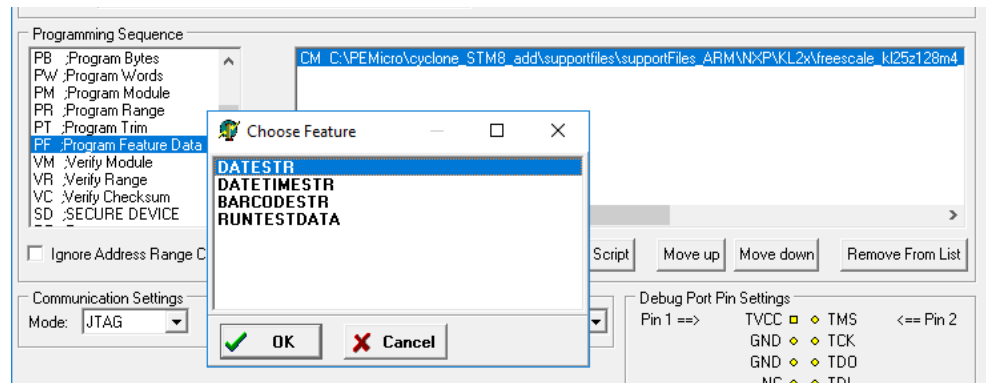 Programming Sequence
PB ;Program Bytes
PW ;Program Words
PM ;Program Module
PR ;Program Range
PT ;Program Trim
PF ;Program Feature Data
VM ;Verify Module
VR ;Verify Range
VC ;Verify Checksum
SD ;SECURE DEVICE
CM C:\PEMicro\cyclone_STM8_add\supportfiles\supportFiles_ARM\NXP\KL2x\freescale_kl25z128m4
Choose Feature
DATESTR
DATETIMESTR
BARCODESTR
RUNTESTDATA
OK
Cancel
Ignore Address Range C
Script
Move up
Move down
Remove From List
Communication Settings
Mode: JTAG
Debug Port Pin Settings
Pin 1 ==> TVCC TMS <== Pin 2
GND TCK
GND TDO
NC TDI